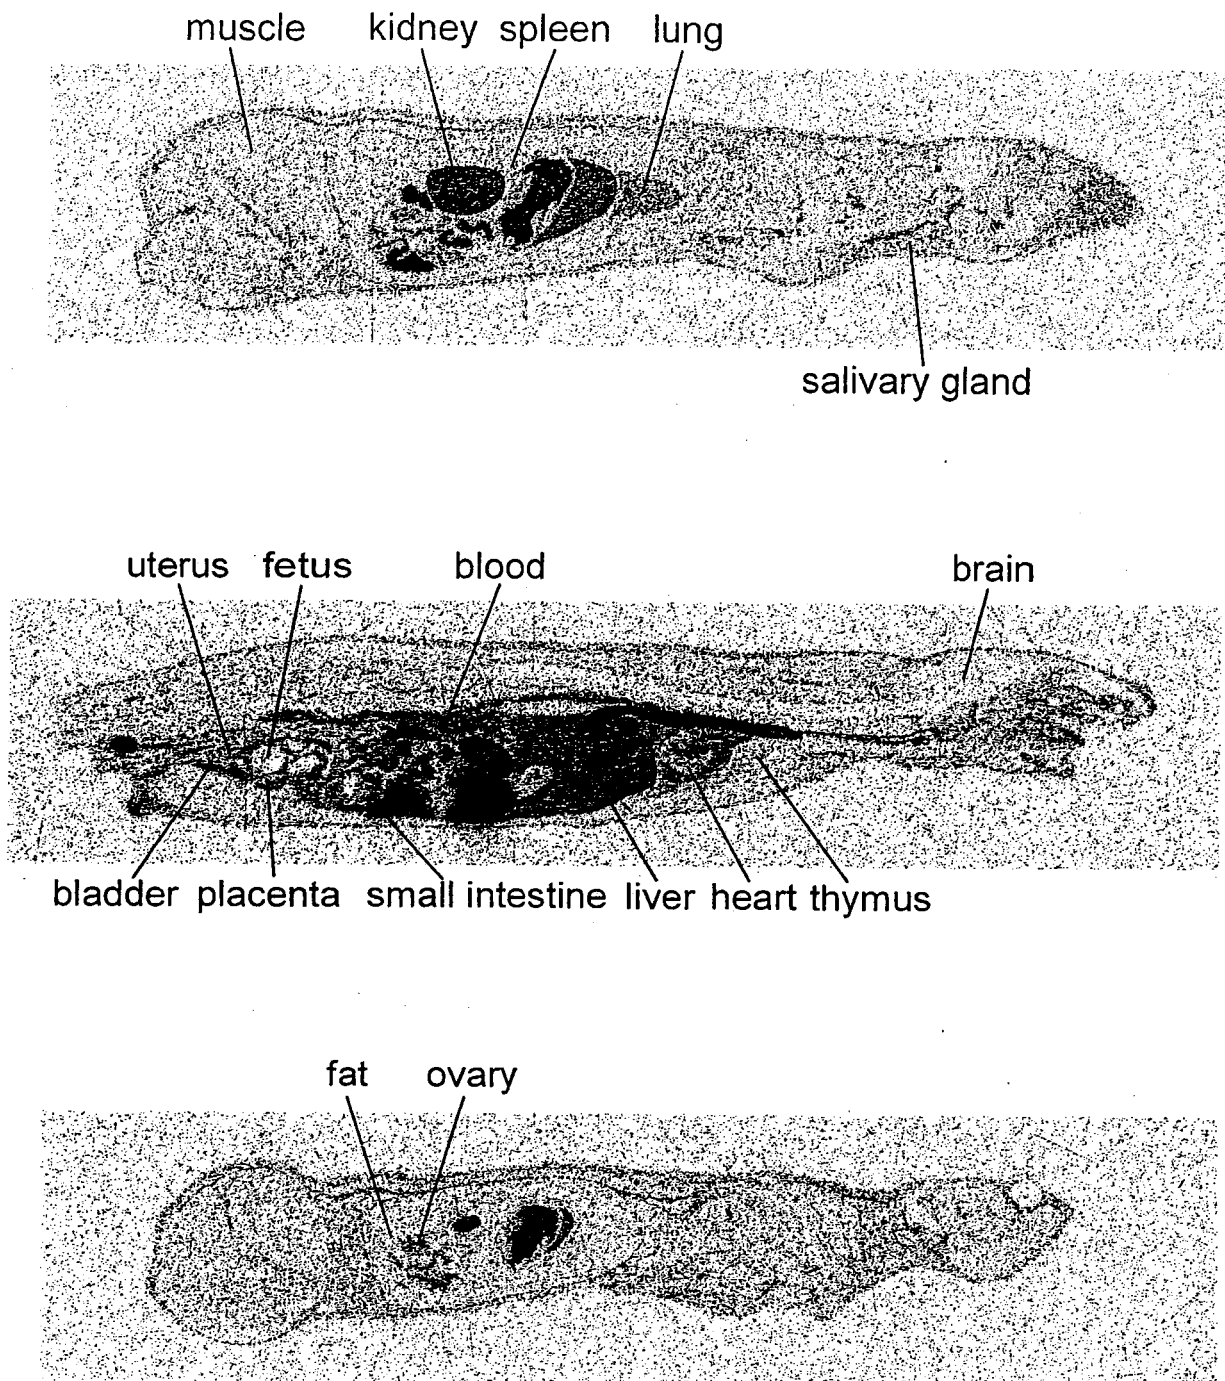 muscle kidney spleen lung
salivary gland
uterus fetus blood brain
bladder placenta small intestine liver heart thymus
fat ovary